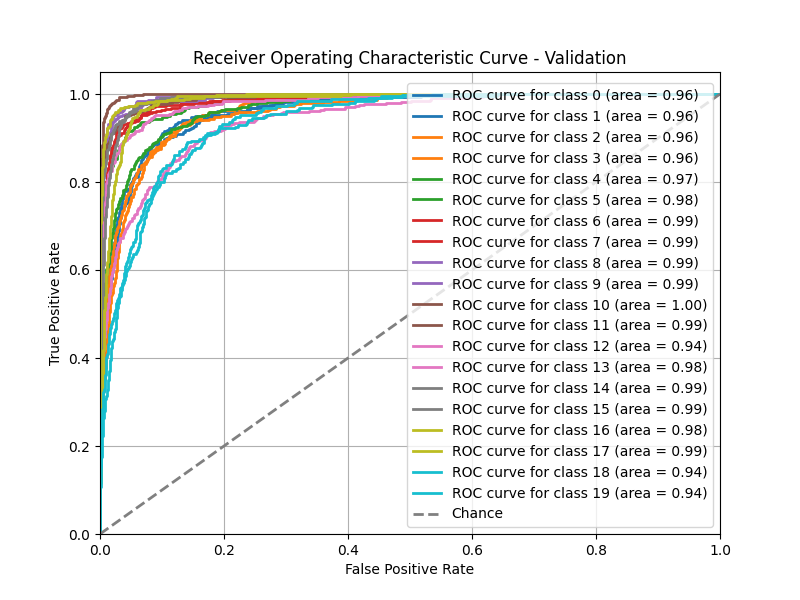 Receiver Operating Characteristic Curve - Validation
True Positive Rate
1.0
0.8
0.6
0.4
0.2
0.0
ROC curve for class 0 (area = 0.96)
ROC curve for class 1 (area = 0.96)
ROC curve for class 2 (area = 0.96)
ROC curve for class 3 (area = 0.96)
ROC curve for class 4 (area = 0.97)
ROC curve for class 5 (area = 0.98)
ROC curve for class 6 (area = 0.99)
ROC curve for class 7 (area = 0.99)
ROC curve for class 8 (area = 0.99)
ROC curve for class 9 (area = 0.99)
ROC curve for class 10 (area = 1.00)
ROC curve for class 11 (area = 0.99)
ROC curve for class 12 (area = 0.94)
ROC curve for class 13 (area = 0.98)
ROC curve for class 14 (area = 0.99)
ROC curve for class 15 (area = 0.99)
ROC curve for class 16 (area = 0.98)
ROC curve for class 17 (area = 0.99)
ROC curve for class 18 (area = 0.94)
ROC curve for class 19 (area = 0.94)
Chance
0.0 0.2 0.4 0.6 0.8 1.0
False Positive Rate